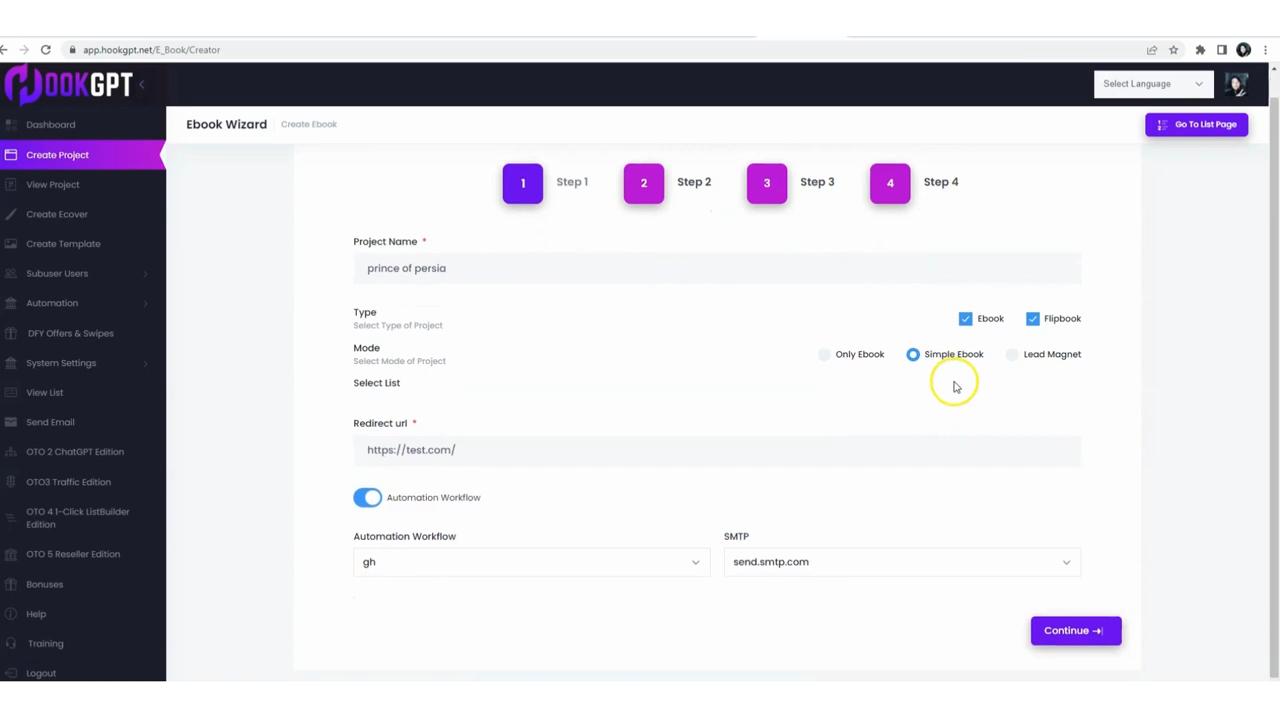 app.hookgpt.net/E_Book/Creator
HOOKGPT
Select Language
Dashboard
Create Project
View Project
Create Ecover
Create Template
Subuser Users
Automation
DFY Offers & Swipes
System Settings
View List
Send Email
OTO 2 ChatGPT Edition
OTO3 Traffic Edition
OTO 4 1-Click ListBuilder
Edition
OTO 5 Reseller Edition
Bonuses
Help
Training
Logout
Ebook Wizard Create Ebook
Go To List Page
1 Step 1 2 Step 2 3 Step 3 4 Step 4
Project Name *
prince of persia
Type
Select Type of Project
Ebook Flipbook
Mode
Select Mode of Project
Only Ebook Simple Ebook Lead Magnet
Select List
Redirect url *
https://test.com/
Automation Workflow
Automation Workflow SMTP
gh send.smtp.com
Continue